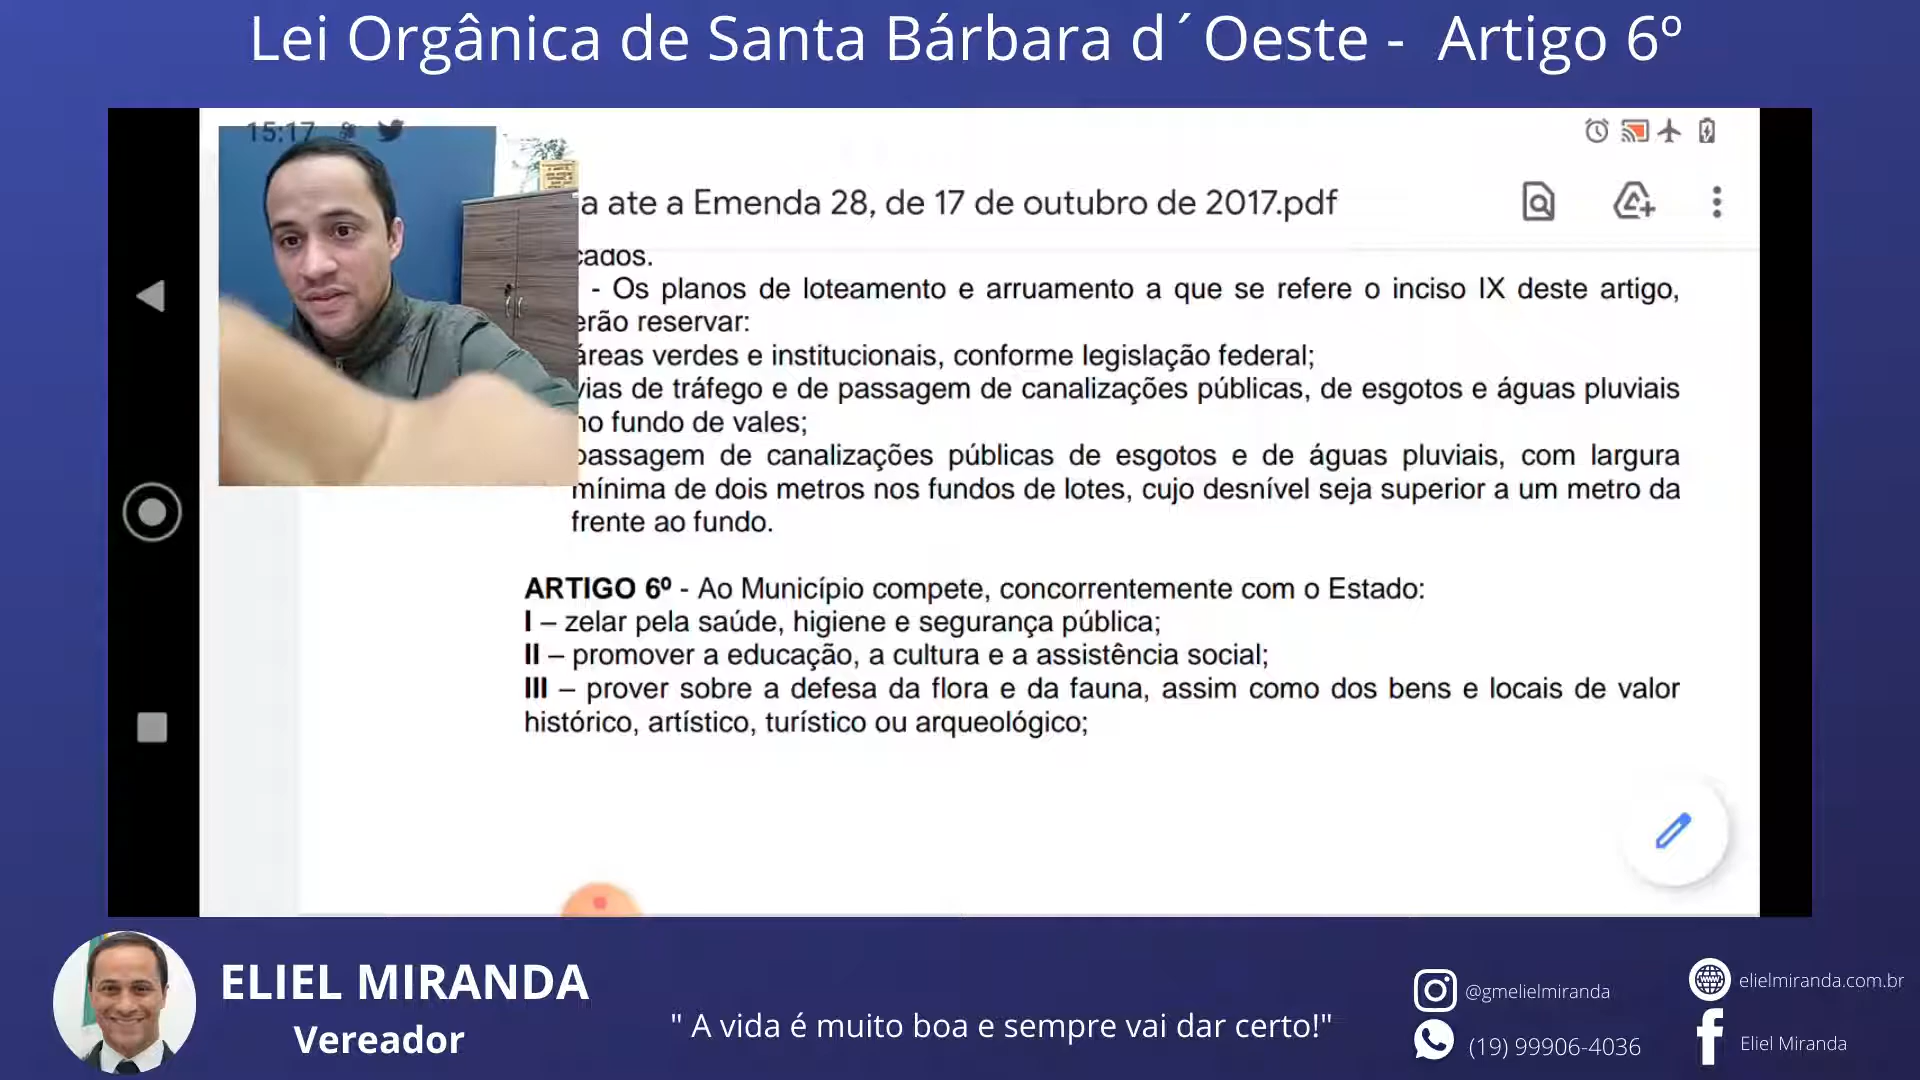 Lei Orgânica de Santa Bárbara d´Oeste - Artigo 6º
15:17
a ate a Emenda 28, de 17 de outubro de 2017.pdf
cados.
- Os planos de loteamento e arruamento a que se refere o inciso IX deste artigo,
erão reservar:
áreas verdes e institucionais, conforme legislação federal;
vias de tráfego e de passagem de canalizações públicas, de esgotos e águas pluviais
no fundo de vales;
passagem de canalizações públicas de esgotos e de águas pluviais, com largura
mínima de dois metros nos fundos de lotes, cujo desnível seja superior a um metro da
frente ao fundo.
ARTIGO 6º - Ao Município compete, concorrentemente com o Estado:
I – zelar pela saúde, higiene e segurança pública;
II – promover a educação, a cultura e a assistência social;
III – prover sobre a defesa da flora e da fauna, assim como dos bens e locais de valor
histórico, artístico, turístico ou arqueológico;
ELIEL MIRANDA
Vereador
" A vida é muito boa e sempre vai dar certo!"
@gmelielmiranda
(19) 99906-4036
elielmiranda.com.br
Eliel Miranda